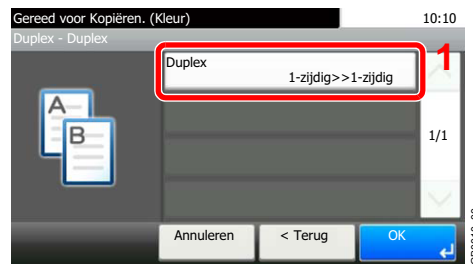 Gereed voor Kopiëren. (Kleur)
10:10
Duplex - Duplex
Duplex
1-zijdig>>1-zijdig
1
A
B
1/1
Annuleren
< Terug
OK